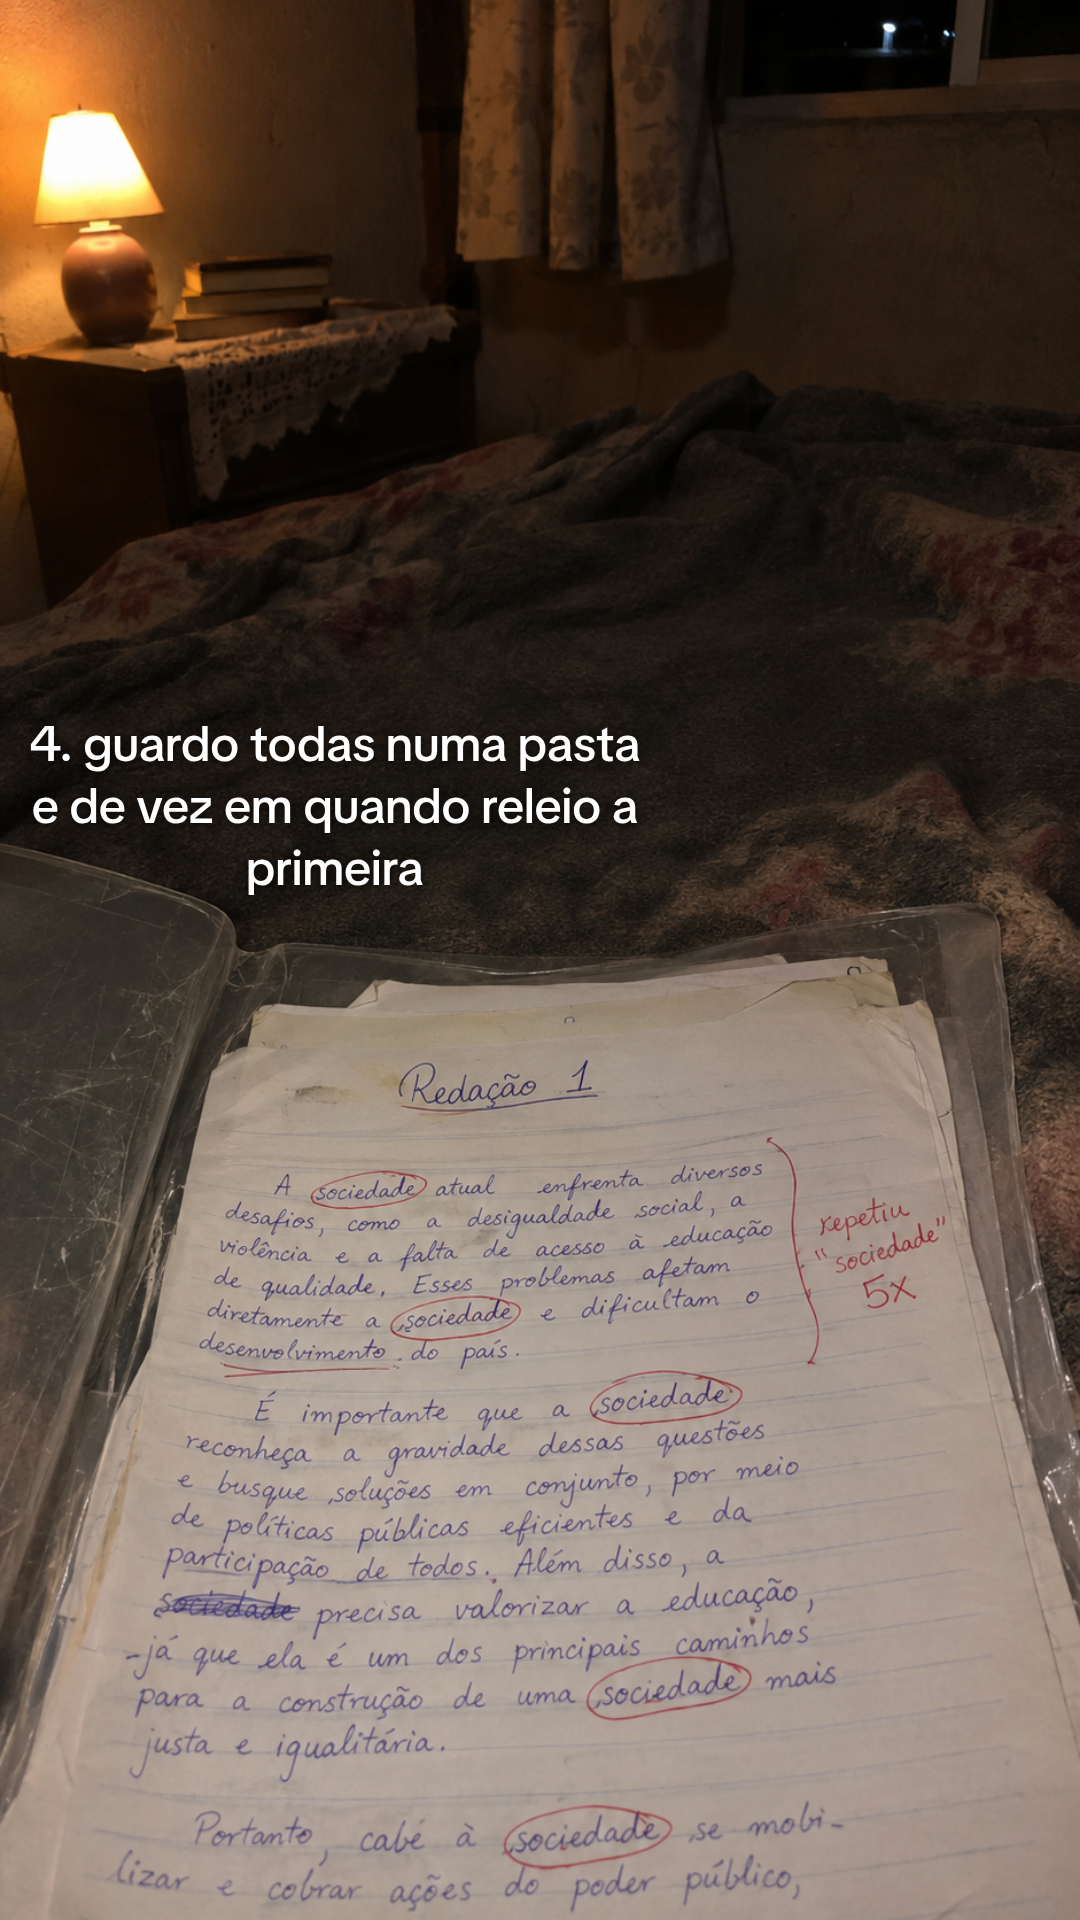 4. guardo todas numa pasta
e de vez em quando releio a
primeira
Redação 1
A sociedade atual enfrenta diversos
desafios, como a desigualdade social, a
violência e a falta de acesso à educação
de qualidade. Esses problemas afetam
diretamente a sociedade e dificultam o
desenvolvimento do país.
repetiu
"sociedade"
5x
É importante que a sociedade
reconheça a gravidade dessas questões
e busque soluções em conjunto, por meio
de políticas públicas eficientes e da
participação de todos. Além disso, a
sociedade precisa valorizar a educação,
já que ela é um dos principais caminhos
para a construção de uma sociedade mais
justa e igualitária.
Portanto, cabé à sociedade se mobi-
lizar e cobrar ações do poder público,